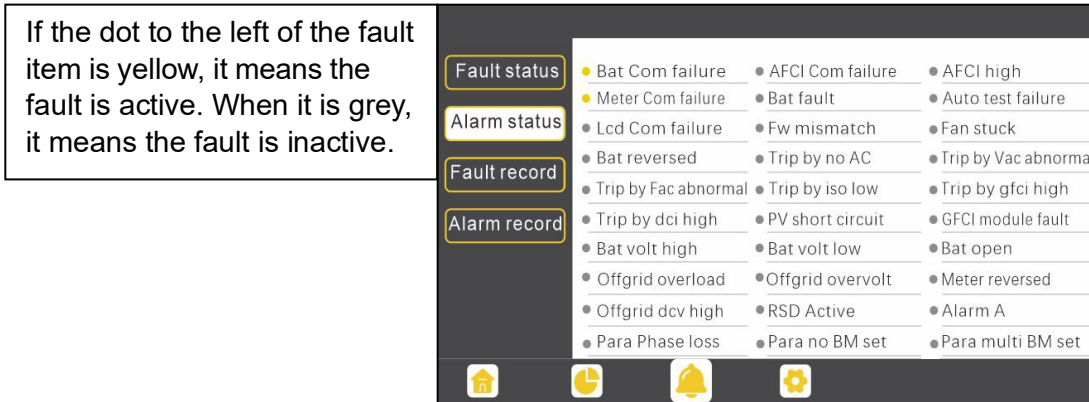 If the dot to the left of the fault
item is yellow, it means the
fault is active. When it is grey,
it means the fault is inactive.
Fault status
Alarm status
Fault record
Alarm record
Bat Com failure AFCI Com failure AFCI high
Meter Com failure Bat fault Auto test failure
Lcd Com failure Fw mismatch Fan stuck
Bat reversed Trip by no AC Trip by Vac abnorma
Trip by Fac abnormal Trip by iso low Trip by gfci high
Trip by dci high PV short circuit GFCI module fault
Bat volt high Bat volt low Bat open
Offgrid overload Offgrid overvolt Meter reversed
Offgrid dcv high RSD Active Alarm A
Para Phase loss Para no BM set Para multi BM set